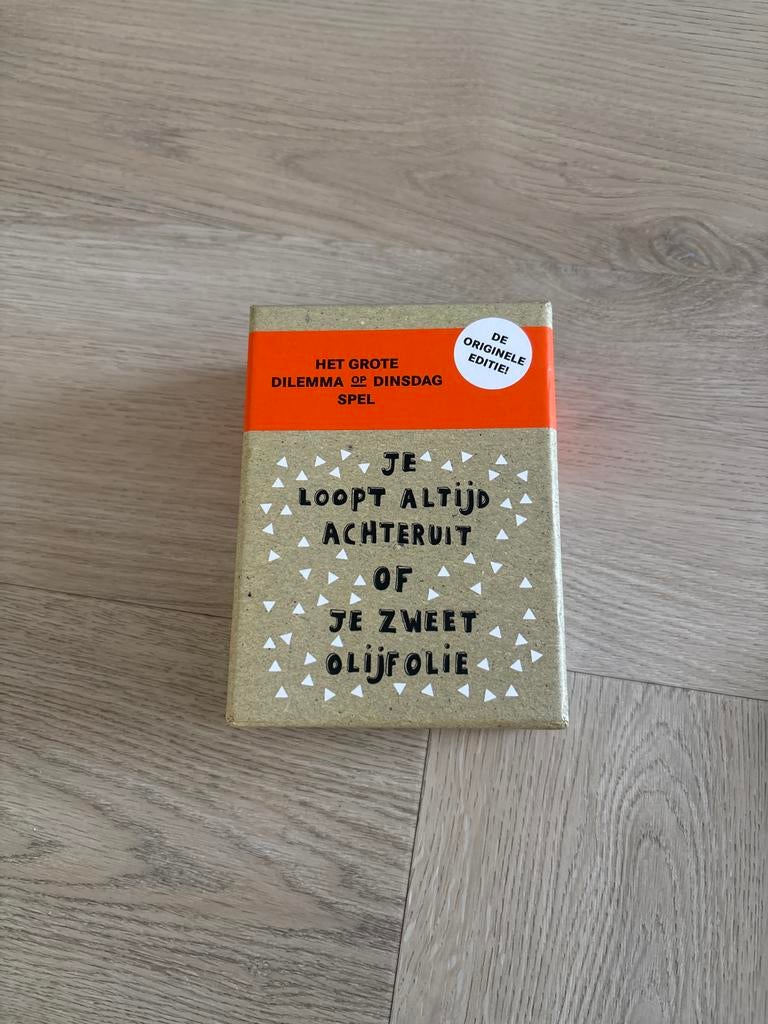 HET GROTE
DILEMMA OP DINSDAG
SPEL
DE
ORIGINELE
EDITIE!
JE
LOOPT ALTIJD
ACHTERUIT
OF
JE ZWEET
OLIJFOLIE